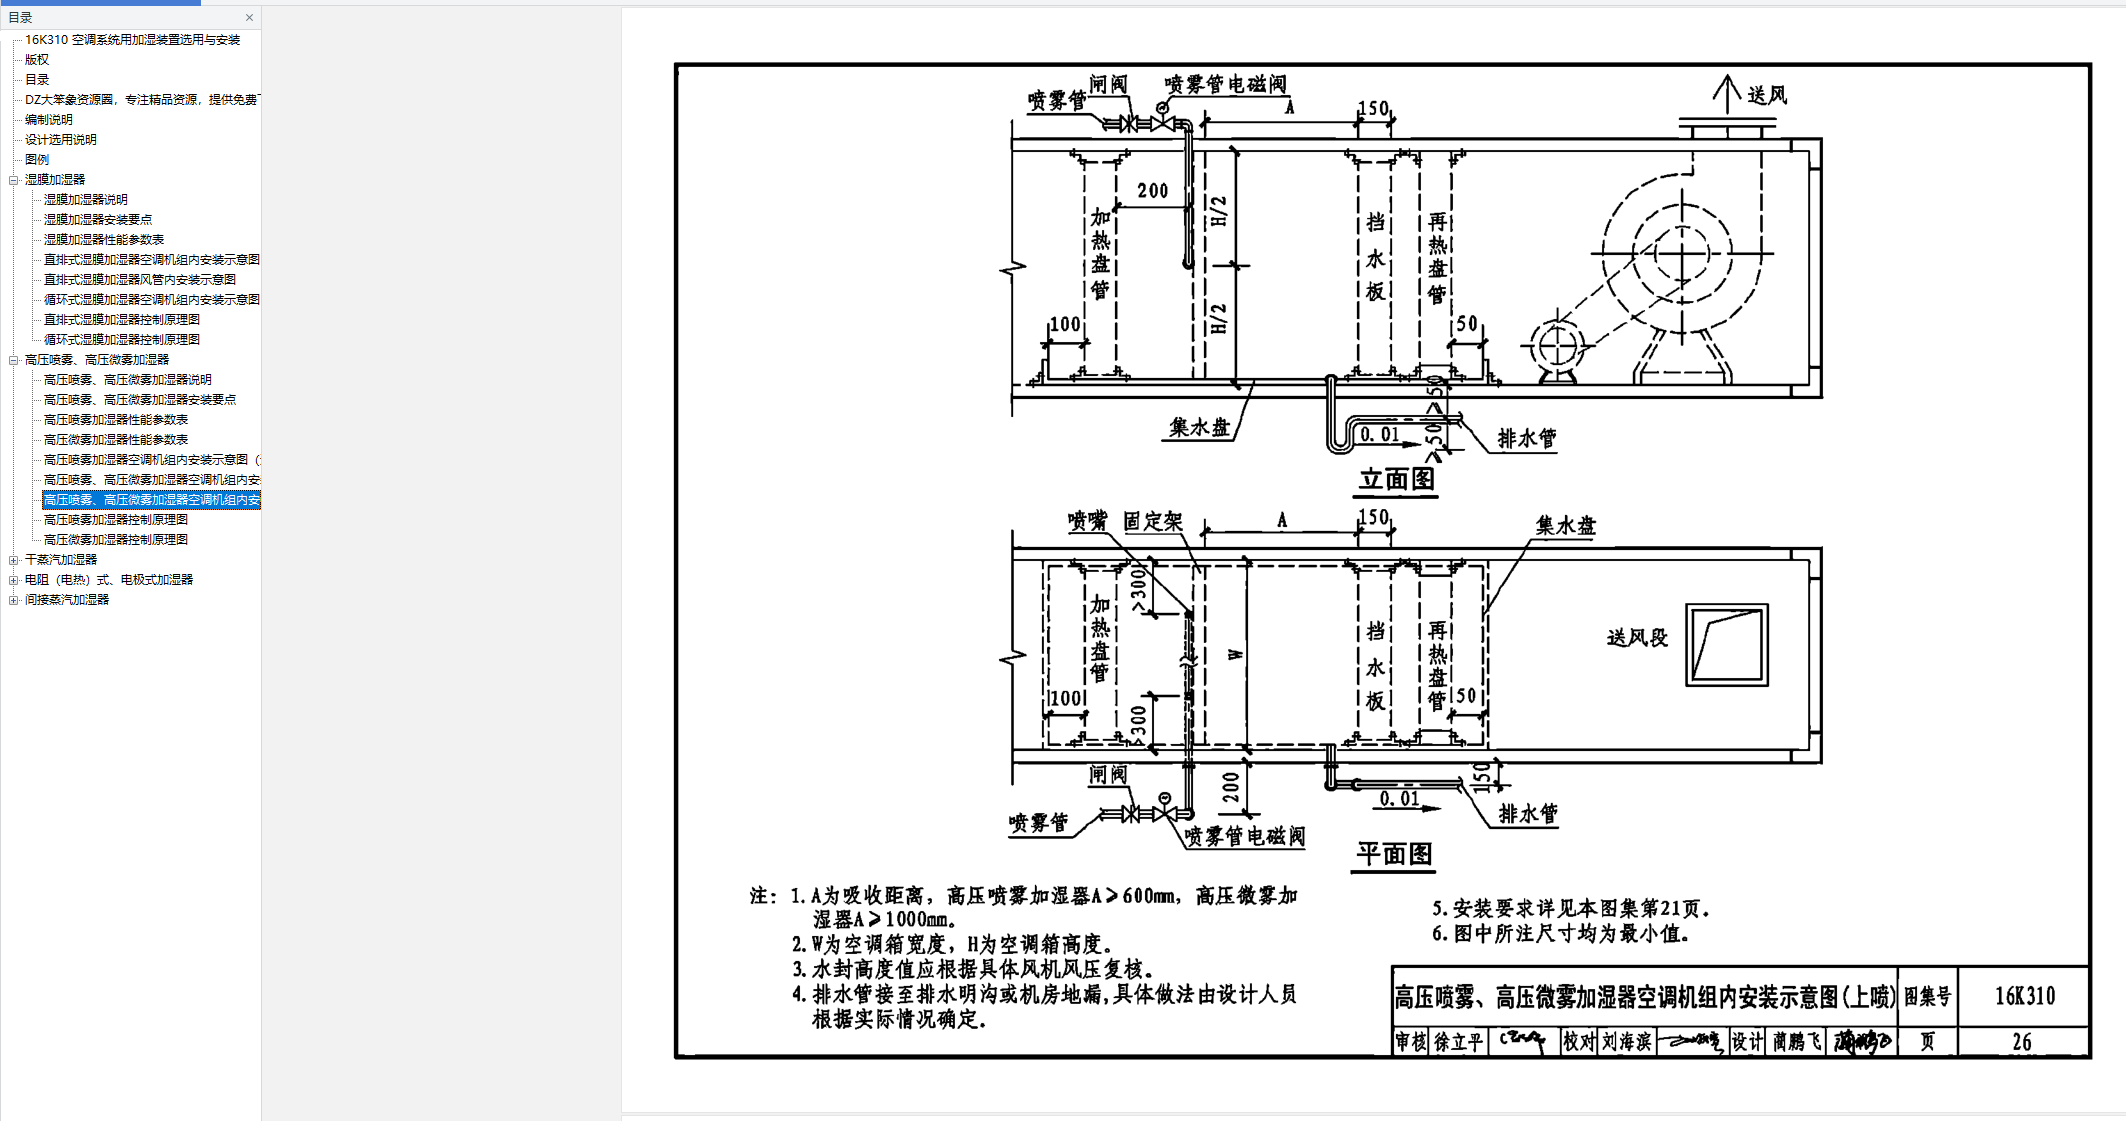 目录
16K310 空调系统用加湿装置选用与安装
版权
目录
DZ大笨象资源圈，专注精品资源，提供免费下
编制说明
设计选用说明
图例
湿膜加湿器
湿膜加湿器说明
湿膜加湿器安装要点
湿膜加湿器性能参数表
直排式湿膜加湿器空调机组内安装示意图
直排式湿膜加湿器风管内安装示意图
循环式湿膜加湿器空调机组内安装示意图
直排式湿膜加湿器控制原理图
循环式湿膜加湿器控制原理图
高压喷雾、高压微雾加湿器
高压喷雾、高压微雾加湿器说明
高压喷雾、高压微雾加湿器安装要点
高压喷雾加湿器性能参数表
高压微雾加湿器性能参数表
高压喷雾加湿器空调机组内安装示意图（
高压喷雾、高压微雾加湿器空调机组内安
高压喷雾、高压微雾加湿器空调机组内安
高压喷雾加湿器控制原理图
高压微雾加湿器控制原理图
干蒸汽加湿器
电阻（电热）式、电极式加湿器
间接蒸汽加湿器
喷雾管
闸阀
喷雾管电磁阀
A
150
送风
200
加热盘管
H/2
H/2
挡水板
再热盘管
100
50
集水盘
0.01
≥50
≥50
排水管
立面图
喷嘴
固定架
A
150
集水盘
>300
加热盘管
W
挡水板
再热盘管
送风段
100
50
>300
闸阀
200
150
0.01
喷雾管
喷雾管电磁阀
排水管
平面图
注：1.A为吸收距离，高压喷雾加湿器A≥600mm，高压微雾加
湿器A≥1000mm。
2.W为空调箱宽度，H为空调箱高度。
3.水封高度值应根据具体风机风压复核。
4.排水管接至排水明沟或机房地漏,具体做法由设计人员
根据实际情况确定。
5.安装要求详见本图集第21页。
6.图中所注尺寸均为最小值。
高压喷雾、高压微雾加湿器空调机组内安装示意图(上喷) 图集号 16K310
审核 徐立平 校对 刘海滨 设计 蔺鹏飞 页 26